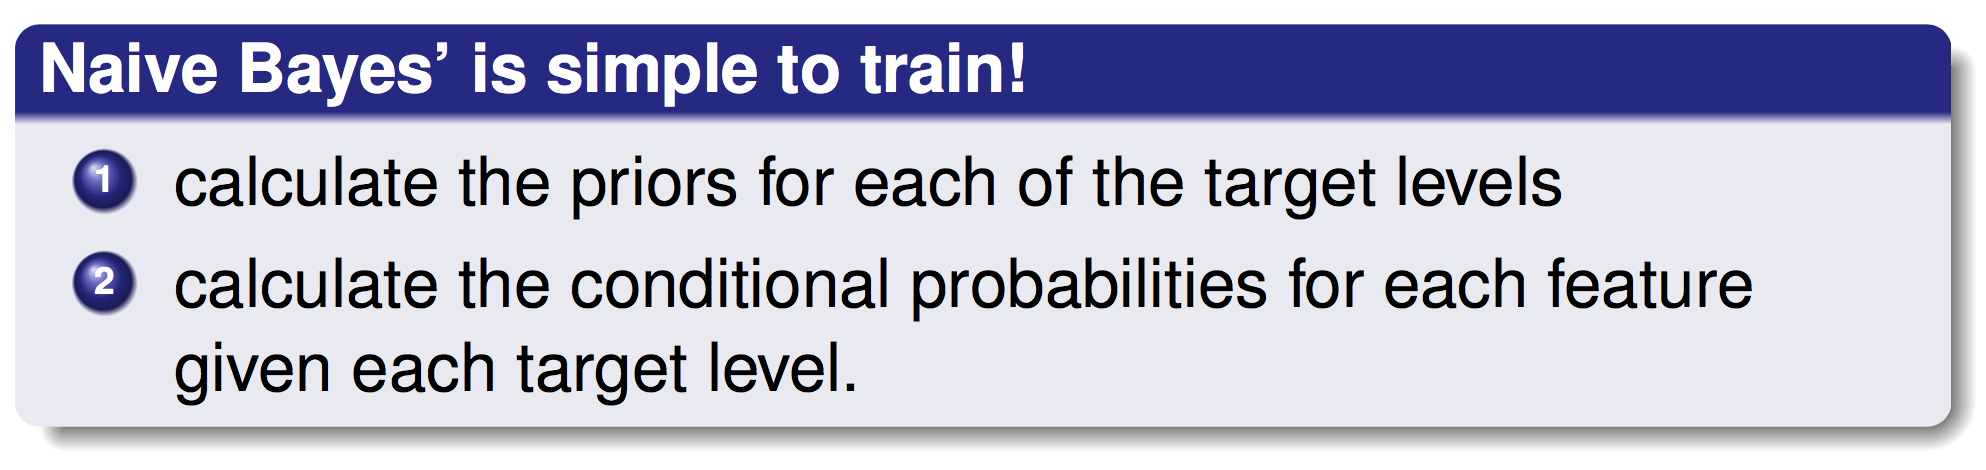 Naive Bayes’ is simple to train!
1 calculate the priors for each of the target levels
2 calculate the conditional probabilities for each feature
given each target level.